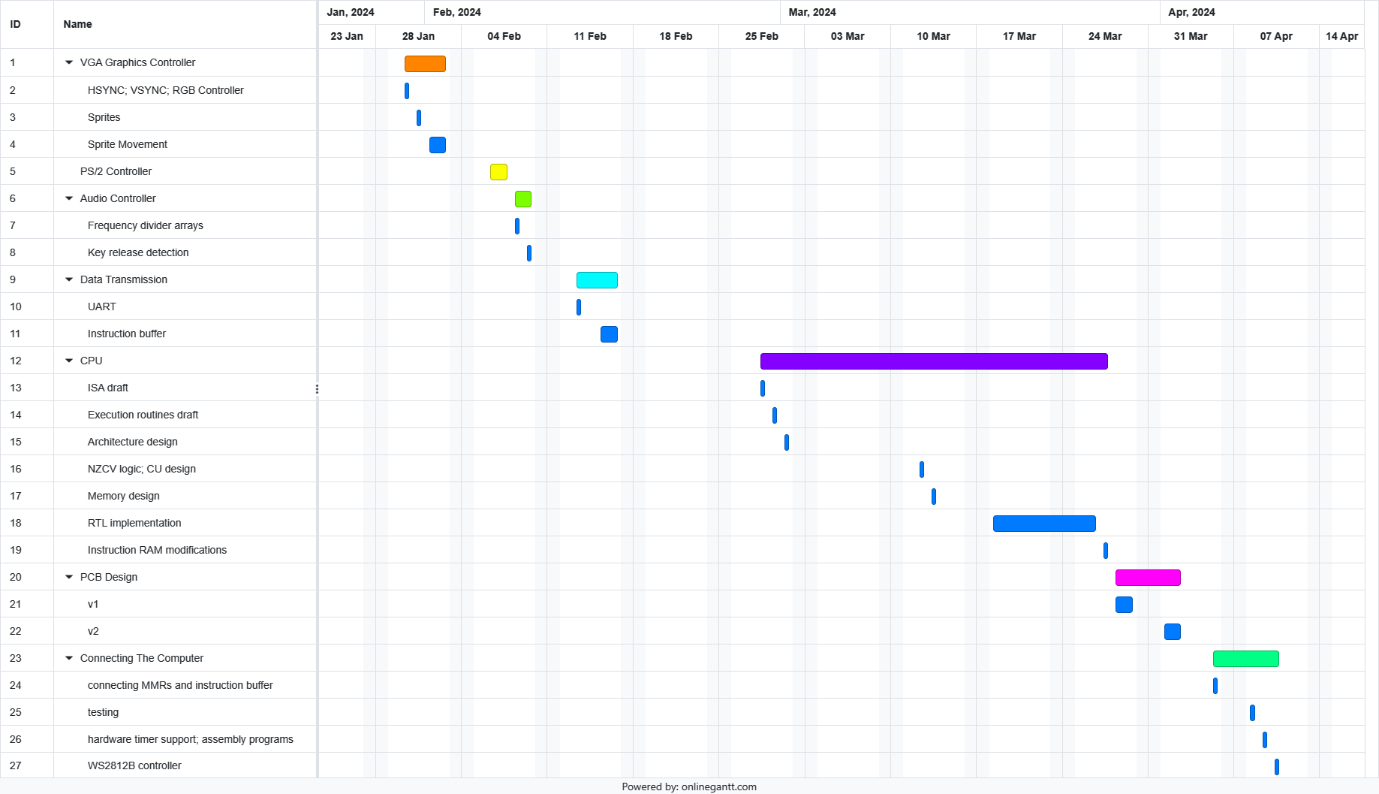 ID Name Jan, 2024 Feb, 2024 Mar, 2024 Apr, 2024
23 Jan 28 Jan 04 Feb 11 Feb 18 Feb 25 Feb 03 Mar 10 Mar 17 Mar 24 Mar 31 Mar 07 Apr 14 Apr
1 VGA Graphics Controller
2 HSYNC; VSYNC; RGB Controller
3 Sprites
4 Sprite Movement
5 PS/2 Controller
6 Audio Controller
7 Frequency divider arrays
8 Key release detection
9 Data Transmission
10 UART
11 Instruction buffer
12 CPU
13 ISA draft
14 Execution routines draft
15 Architecture design
16 NZCV logic; CU design
17 Memory design
18 RTL implementation
19 Instruction RAM modifications
20 PCB Design
21 v1
22 v2
23 Connecting The Computer
24 connecting MMRs and instruction buffer
25 testing
26 hardware timer support; assembly programs
27 WS2812B controller
Powered by: onlinegantt.com